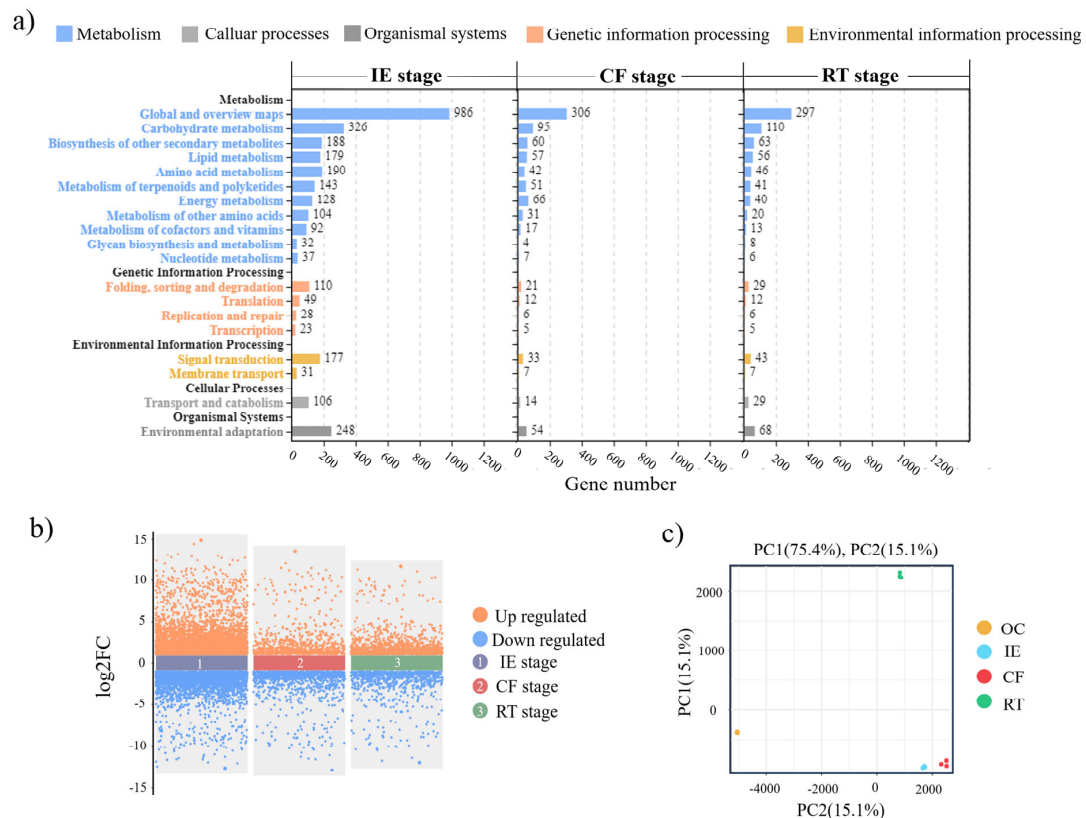 a)
Metabolism Calluar processes Organismal systems Genetic information processing Environmental information processing
IE stage CF stage RT stage
Metabolism
Global and overview maps 986 306 297
Carbohydrate metabolism 326 95 110
Biosynthesis of other secondary metabolites 188 60 63
Lipid metabolism 179 57 56
Amino acid metabolism 190 42 46
Metabolism of terpenoids and polyketides 143 51 41
Energy metabolism 128 66 40
Metabolism of other amino acids 104 31 20
Metabolism of cofactors and vitamins 92 17 13
Glycan biosynthesis and metabolism 32 4 8
Nucleotide metabolism 37 7 6
Genetic Information Processing
Folding, sorting and degradation 110 21 29
Translation 49 12 12
Replication and repair 28 6 6
Transcription 23 5 5
Environmental Information Processing
Signal transduction 177 33 43
Membrane transport 31 7 7
Cellular Processes
Transport and catabolism 106 14 29
Organismal Systems
Environmental adaptation 248 54 68
0 200 400 600 800 1000 1200 0 200 400 600 800 1000 1200 0 200 400 600 800 1000 1200
Gene number
b)
log2FC
15
10
5
0
-5
-10
-15
1 2 3
Up regulated
Down regulated
1 IE stage
2 CF stage
3 RT stage
c)
PC1(75.4%), PC2(15.1%)
PC1(15.1%)
2000
1000
0
-4000 -2000 0 2000
PC2(15.1%)
OC
IE
CF
RT